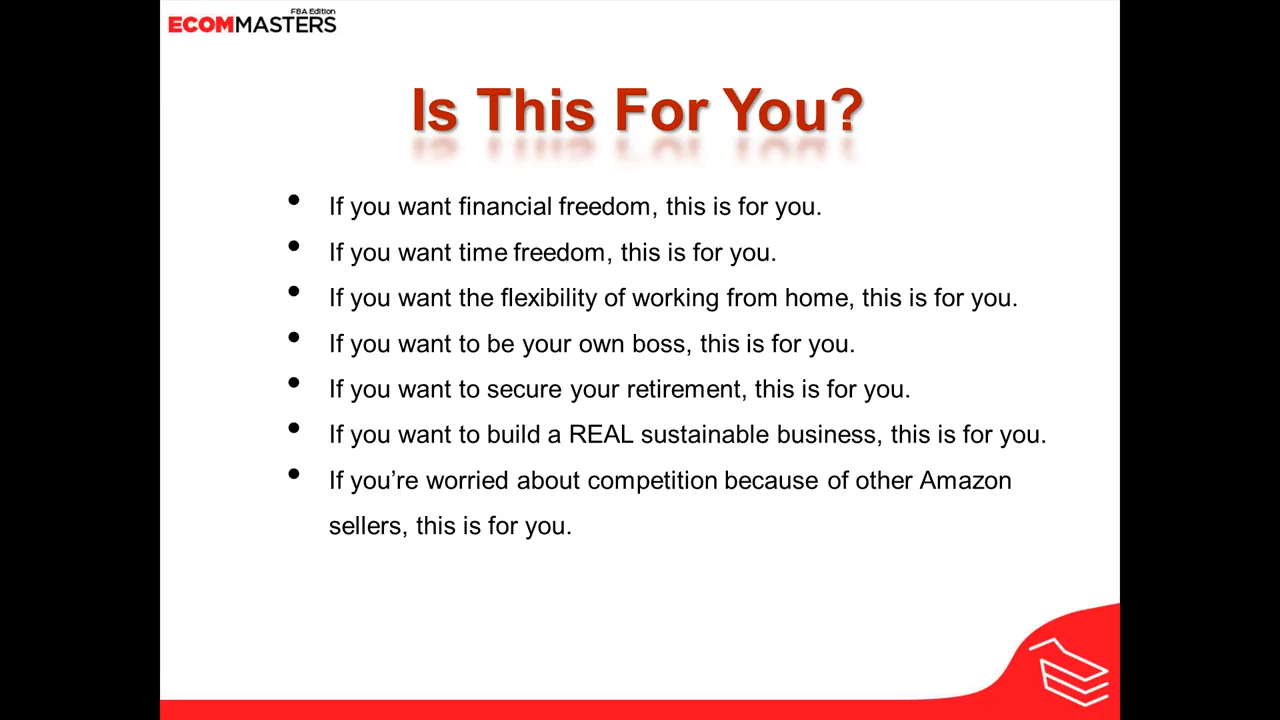 FBA Edition
ECOMMASTERS
Is This For You?
• If you want financial freedom, this is for you.
• If you want time freedom, this is for you.
• If you want the flexibility of working from home, this is for you.
• If you want to be your own boss, this is for you.
• If you want to secure your retirement, this is for you.
• If you want to build a REAL sustainable business, this is for you.
• If you’re worried about competition because of other Amazon
sellers, this is for you.